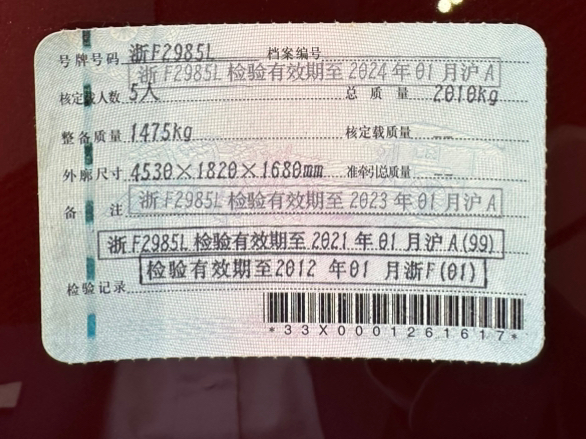 号牌号码 浙F2985L 档案编号
浙F2985L 检验有效期至 2024 年 01 月沪 A
核定载人数 5人 总质量 2010kg
整备质量 1475kg 核定载质量 --
外廓尺寸 4530×1820×1680mm 准牵引总质量 --
备注 浙F2985L 检验有效期至 2023 年 01 月沪 A
浙F2985L 检验有效期至 2021 年 01 月沪 A(99)
检验有效期至2012 年01 月浙F(01)
检验记录
*33X0001261617*